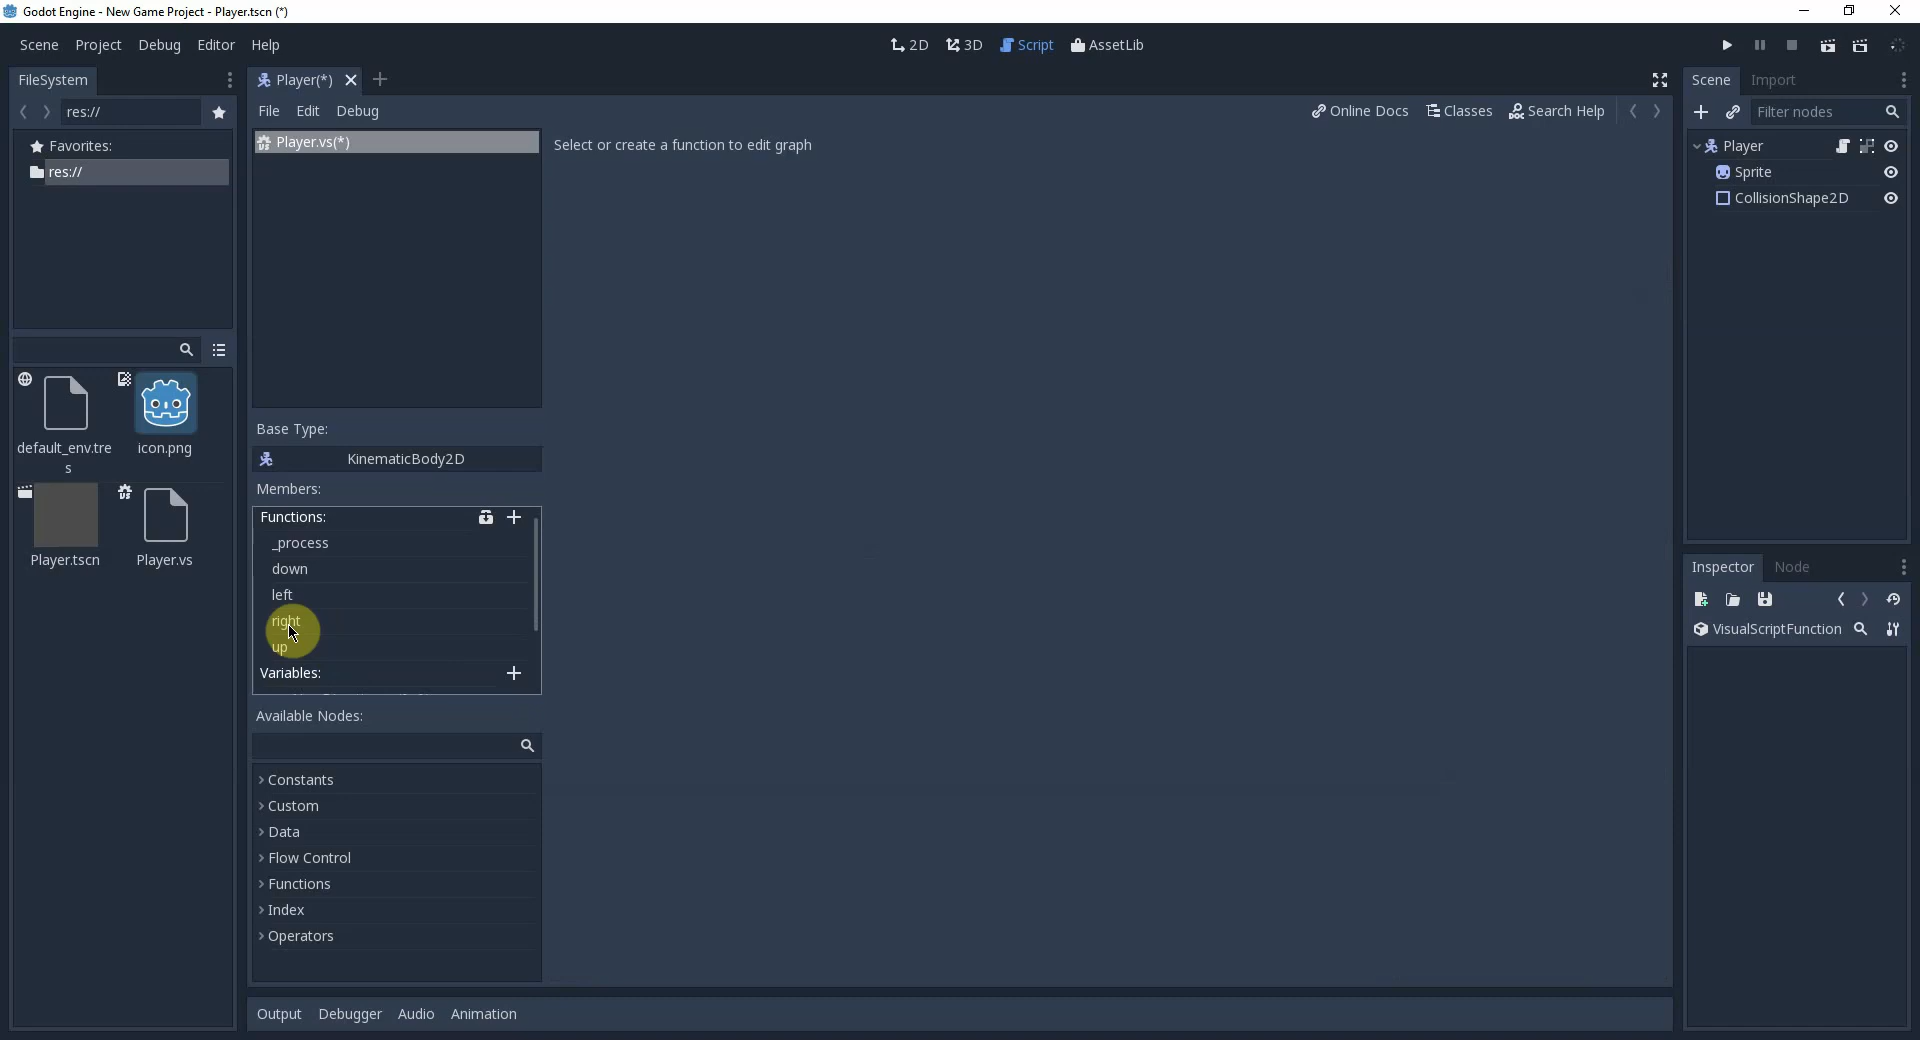 Godot Engine - New Game Project - Player.tscn (*)
Scene Project Debug Editor Help
2D 3D Script AssetLib
FileSystem
Player(*)
Scene Import
res://
File Edit Debug
Online Docs Classes Search Help
Filter nodes
Favorites:
res://
Player.vs(*)
Select or create a function to edit graph
Player
Sprite
CollisionShape2D
default_env.tre
s
icon.png
Player.tscn
Player.vs
Base Type:
KinematicBody2D
Members:
Functions:
_process
down
left
right
up
Variables:
Available Nodes:
Constants
Custom
Data
Flow Control
Functions
Index
Operators
Inspector Node
VisualScriptFunction
Output Debugger Audio Animation